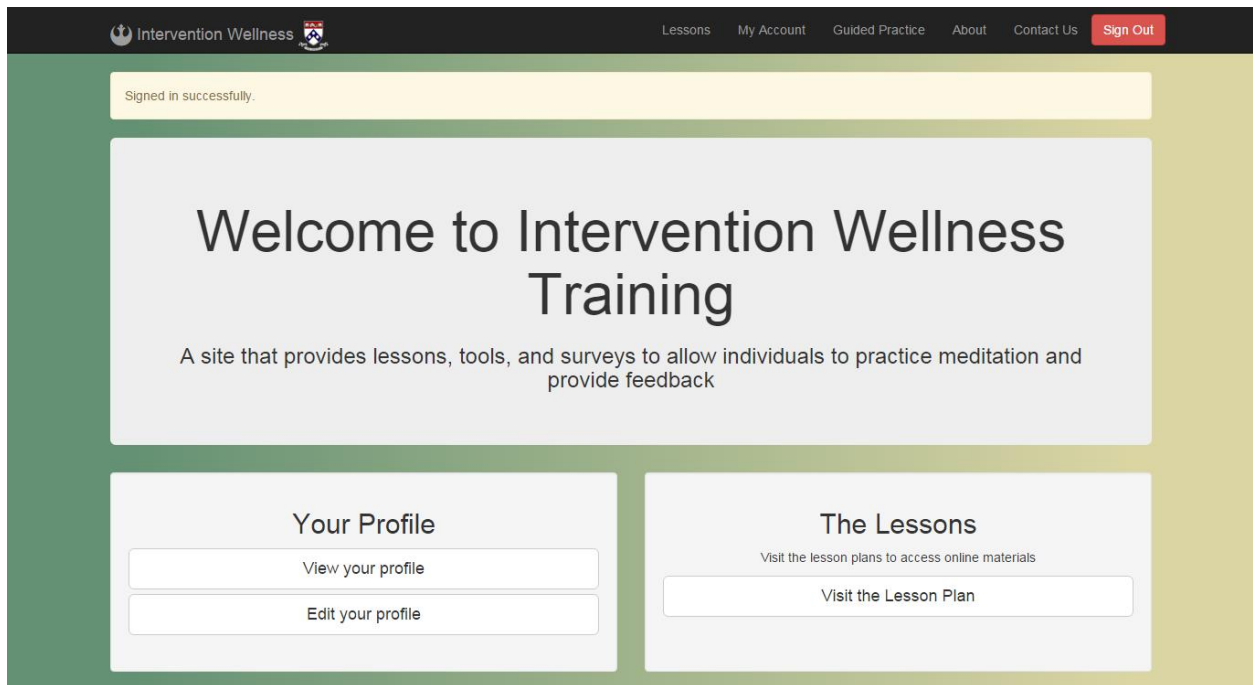 Intervention Wellness
Lessons My Account Guided Practice About Contact Us Sign Out
Signed in successfully.
Welcome to Intervention Wellness
Training
A site that provides lessons, tools, and surveys to allow individuals to practice meditation and
provide feedback
Your Profile
View your profile
Edit your profile
The Lessons
Visit the lesson plans to access online materials
Visit the Lesson Plan